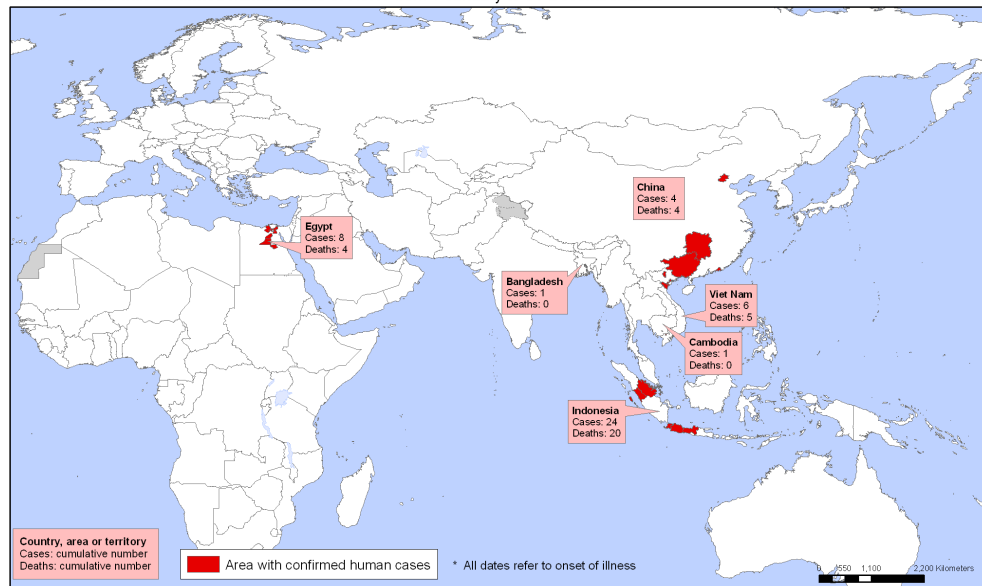 China
Cases: 4
Deaths: 4
Egypt
Cases: 8
Deaths: 4
Bangladesh
Cases: 1
Deaths: 0
Viet Nam
Cases: 6
Deaths: 5
Cambodia
Cases: 1
Deaths: 0
Indonesia
Cases: 24
Deaths: 20
Country, area or territory
Cases: cumulative number
Deaths: cumulative number
Area with confirmed human cases
* All dates refer to onset of illness
0 550 1,100 2,200 Kilometers